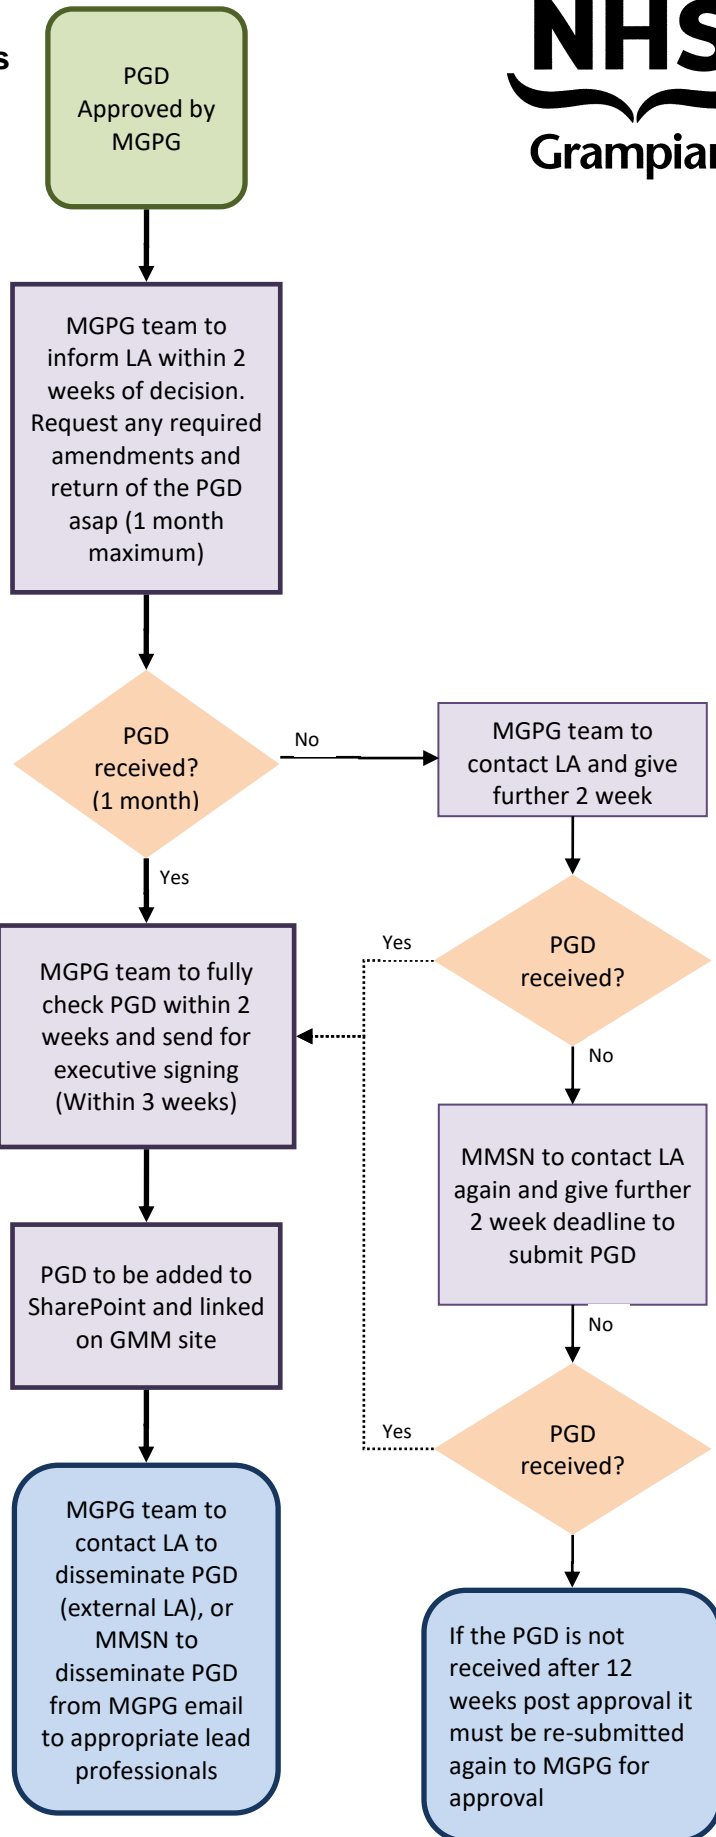 s
NHS
Grampian
PGD
Approved by
MGPG
MGPG team to
inform LA within 2
weeks of decision.
Request any required
amendments and
return of the PGD
asap (1 month
maximum)
PGD
received?
(1 month)
No
MGPG team to
contact LA and give
further 2 week
Yes
MGPG team to fully
check PGD within 2
weeks and send for
executive signing
(Within 3 weeks)
Yes
PGD
received?
No
MMSN to contact LA
again and give further
2 week deadline to
submit PGD
No
PGD to be added to
SharePoint and linked
on GMM site
Yes
PGD
received?
MGPG team to
contact LA to
disseminate PGD
(external LA), or
MMSN to
disseminate PGD
from MGPG email
to appropriate lead
professionals
If the PGD is not
received after 12
weeks post approval it
must be re-submitted
again to MGPG for
approval